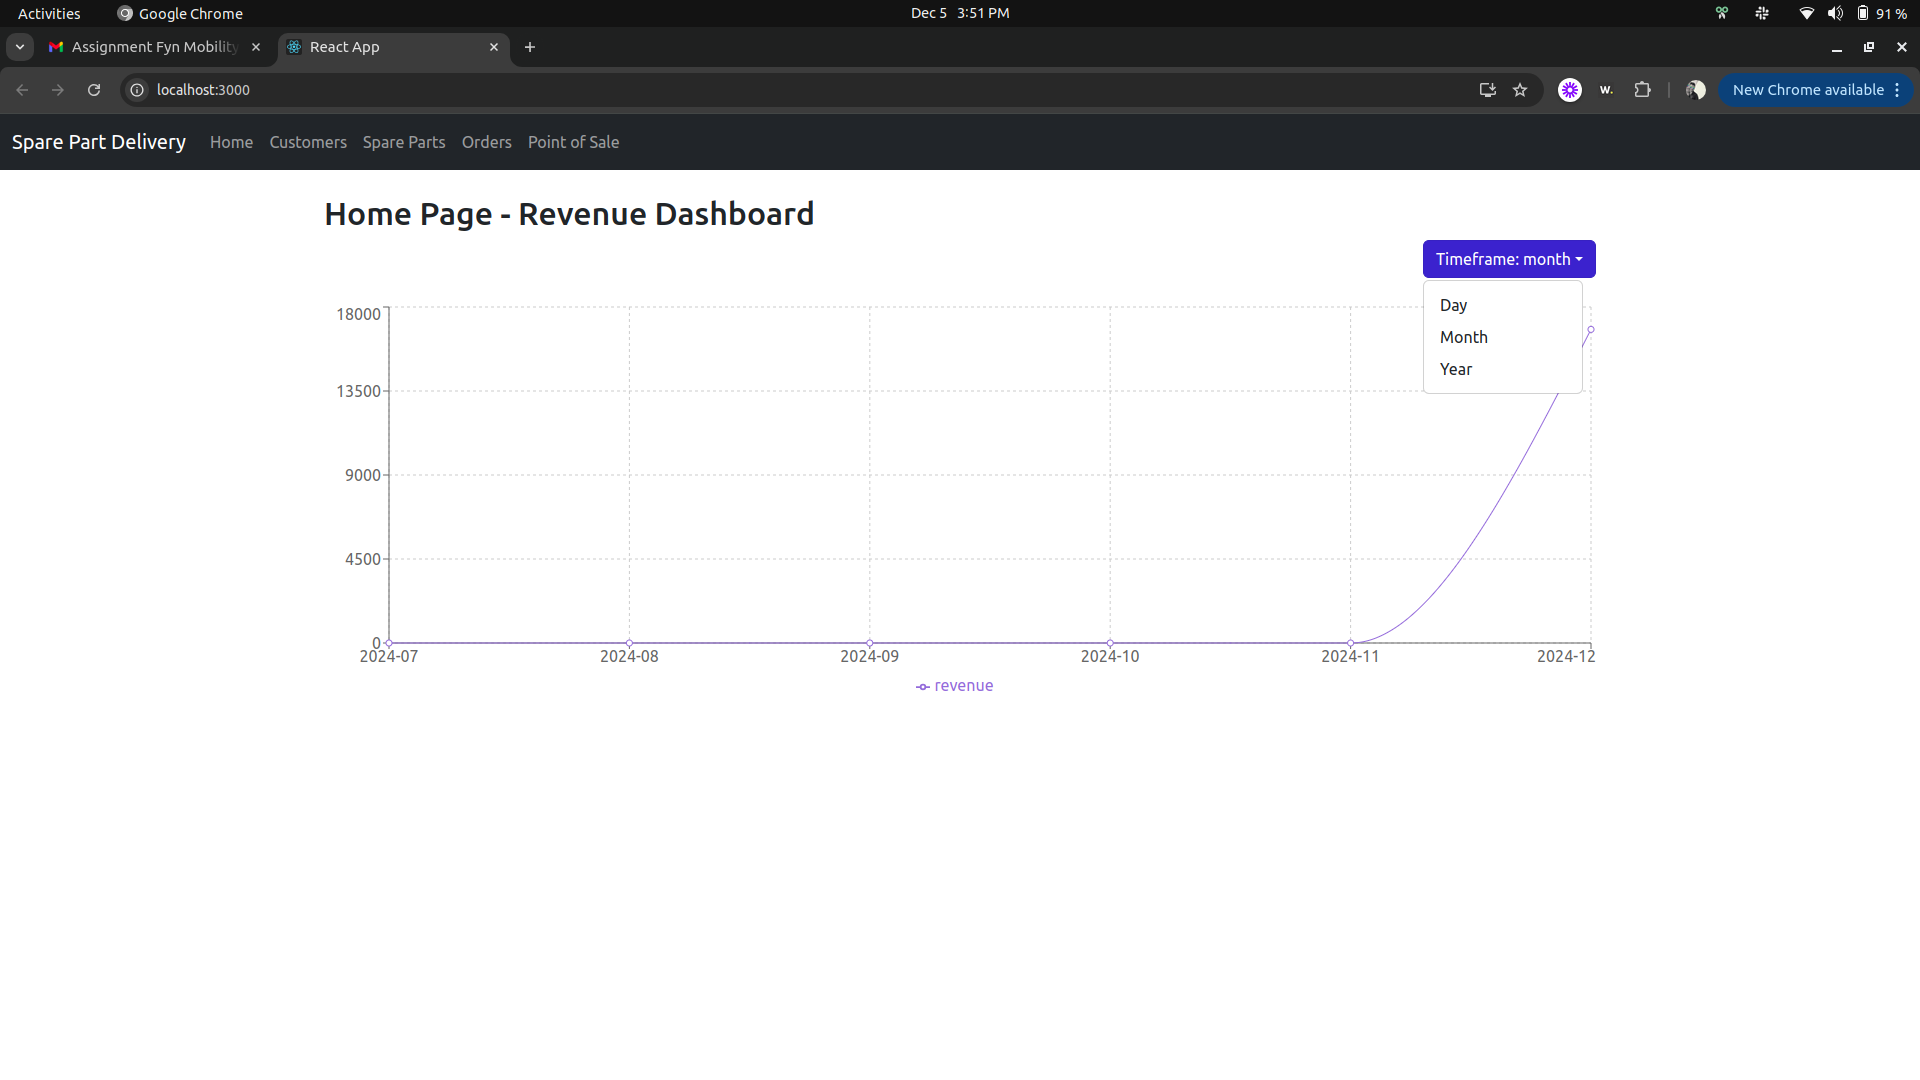 Activities Google Chrome Dec 5 3:51 PM 91 %
Assignment Fyn Mobility React App
localhost:3000 W. New Chrome available
Spare Part Delivery Home Customers Spare Parts Orders Point of Sale
Home Page - Revenue Dashboard
Timeframe: month
Day
Month
Year
18000
13500
9000
4500
0
2024-07 2024-08 2024-09 2024-10 2024-11 2024-12
revenue